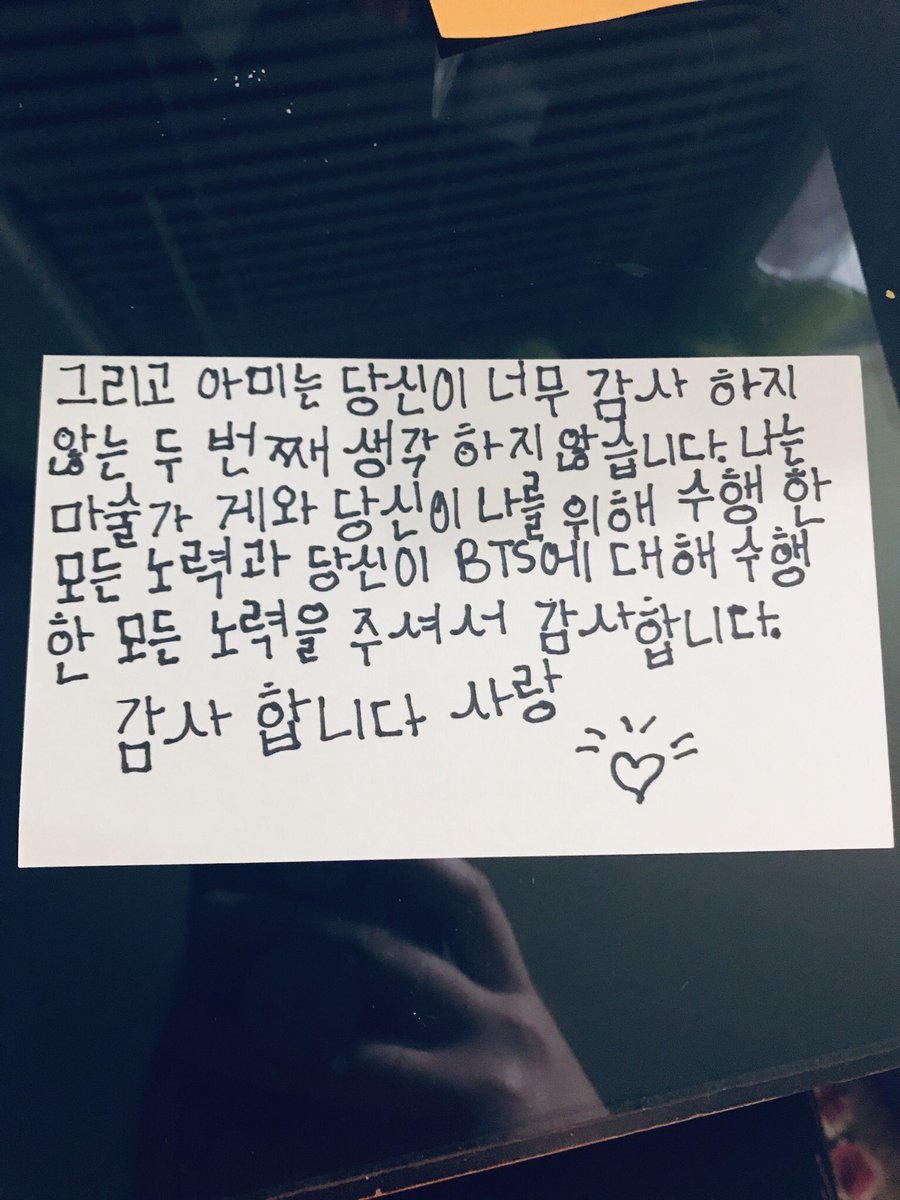 그리고 아미는 당신이 너무 감사 하지
않는 두 번 째 생각 하지 않습니다. 나는
마술가 게와 당신이 나를 위해 수행 한
모든 노력과 당신이 BTS에 대해 수행
한 모든 노력을 주셔서 감사합니다.
감사 합니다 사랑